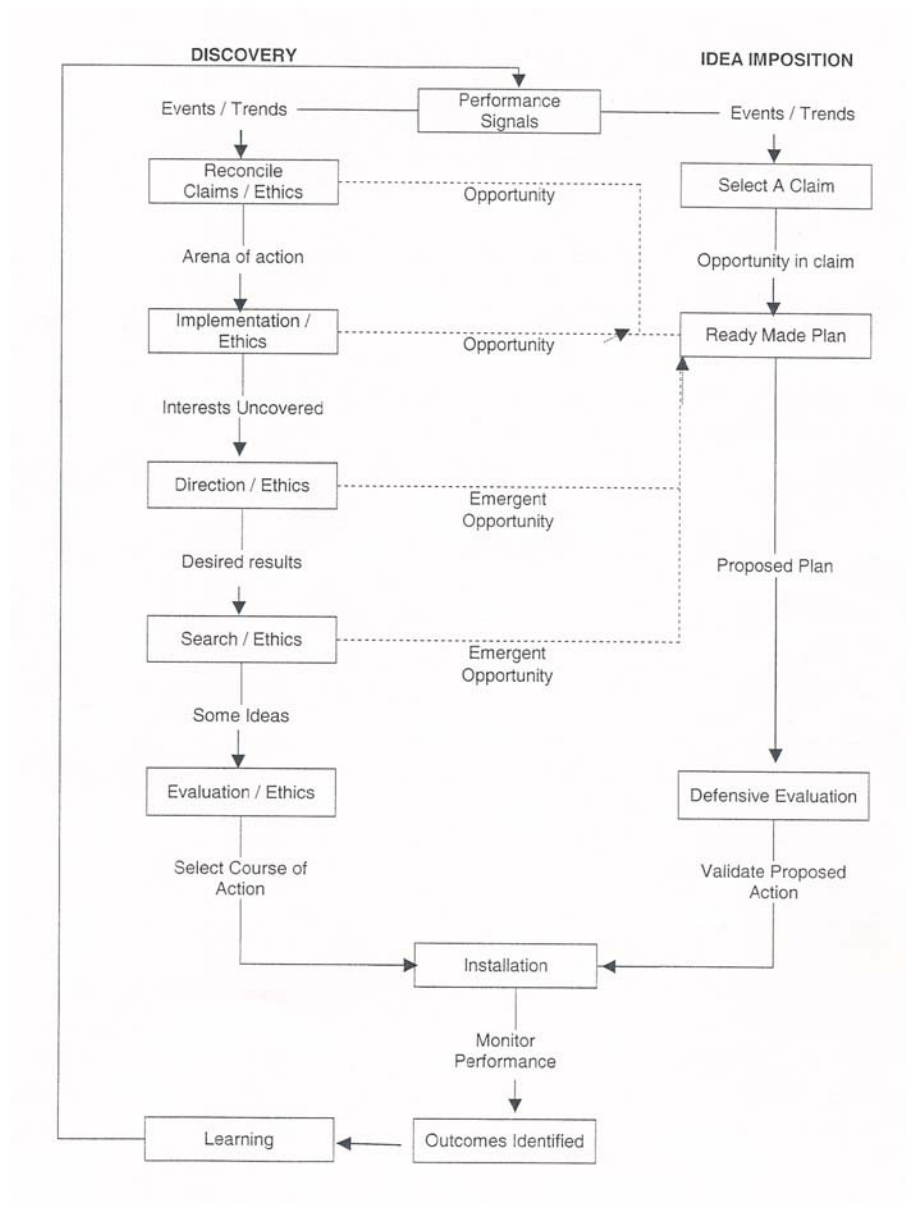 DISCOVERY
IDEA IMPOSITION
Performance
Signals
Events / Trends
Events / Trends
Reconcile
Claims / Ethics
Opportunity
Select A Claim
Arena of action
Opportunity in claim
Implementation /
Ethics
Opportunity
Ready Made Plan
Interests Uncovered
Direction / Ethics
Emergent
Opportunity
Desired results
Proposed Plan
Search / Ethics
Emergent
Opportunity
Some Ideas
Evaluation / Ethics
Defensive Evaluation
Select Course of
Action
Validate Proposed
Action
Installation
Monitor
Performance
Learning
Outcomes Identified